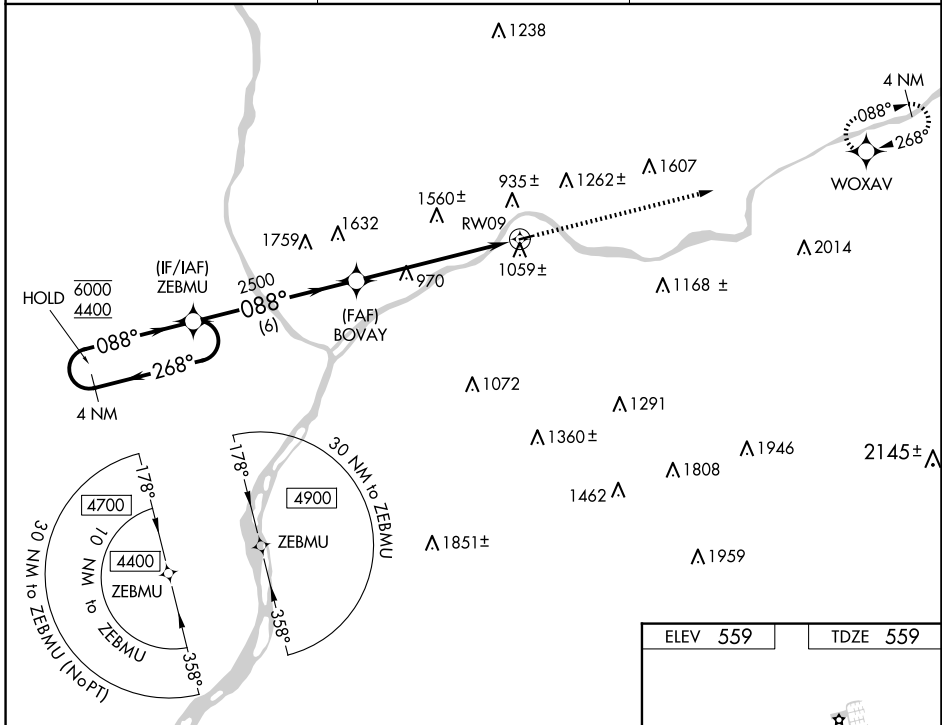 1238
4 NM
088°
268°
WOXAV
1607
1262±
935±
1560±
RW09
1632
1759
1059±
2014
(IF/IAF)
ZEBMU
2500
088°
(6)
970
1168 ±
HOLD
6000
4400
(FAF)
BOVAY
088°
268°
4 NM
1072
1291
1360±
1946
2145±
1808
1462
1851±
1959
178°
4700
4400
ZEBMU
10 NM to ZEBMU
30 NM to ZEBMU (NoPT)
358°
178°
30 NM to ZEBMU
4900
ZEBMU
358°
ELEV 559
TDZE 559